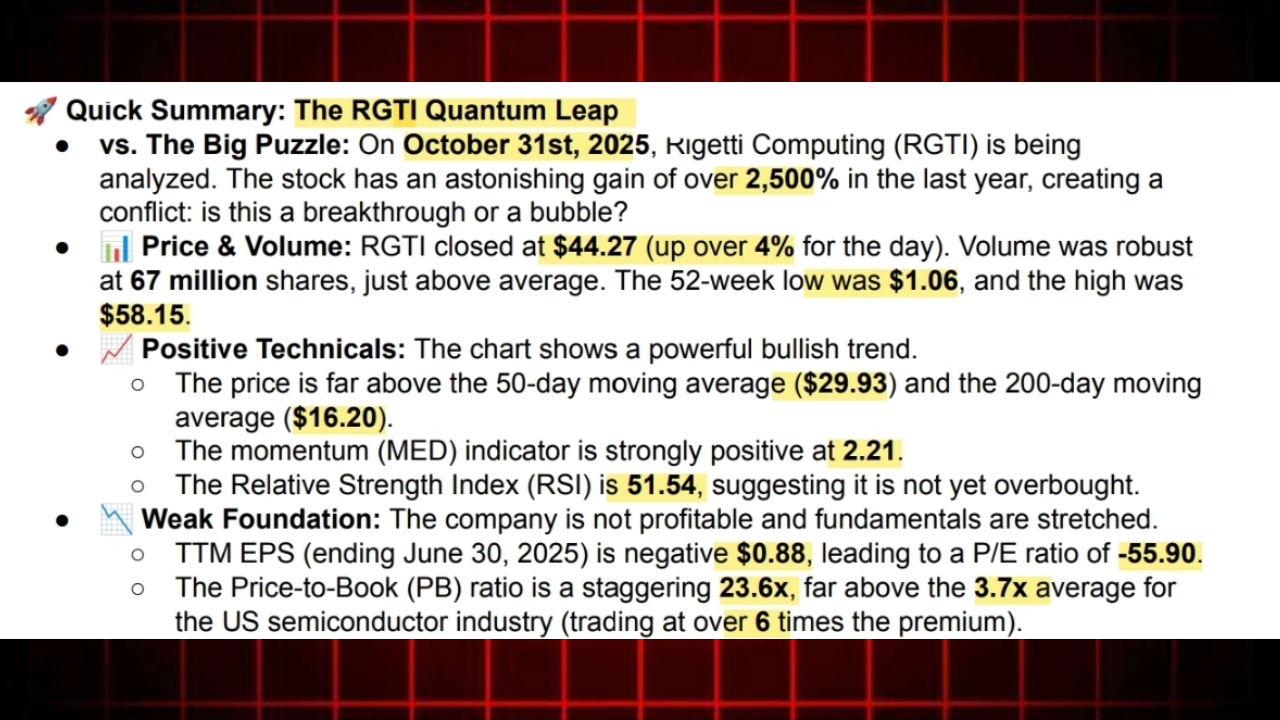 🚀 Quick Summary: The RGTI Quantum Leap
● vs. The Big Puzzle: On October 31st, 2025, Rigetti Computing (RGTI) is being
analyzed. The stock has an astonishing gain of over 2,500% in the last year, creating a
conflict: is this a breakthrough or a bubble?
● 📊 Price & Volume: RGTI closed at $44.27 (up over 4% for the day). Volume was robust
at 67 million shares, just above average. The 52-week low was $1.06, and the high was
$58.15.
● 📈 Positive Technicals: The chart shows a powerful bullish trend.
○ The price is far above the 50-day moving average ($29.93) and the 200-day moving
average ($16.20).
○ The momentum (MED) indicator is strongly positive at 2.21.
○ The Relative Strength Index (RSI) is 51.54, suggesting it is not yet overbought.
● 📉 Weak Foundation: The company is not profitable and fundamentals are stretched.
○ TTM EPS (ending June 30, 2025) is negative $0.88, leading to a P/E ratio of -55.90.
○ The Price-to-Book (PB) ratio is a staggering 23.6x, far above the 3.7x average for
the US semiconductor industry (trading at over 6 times the premium).